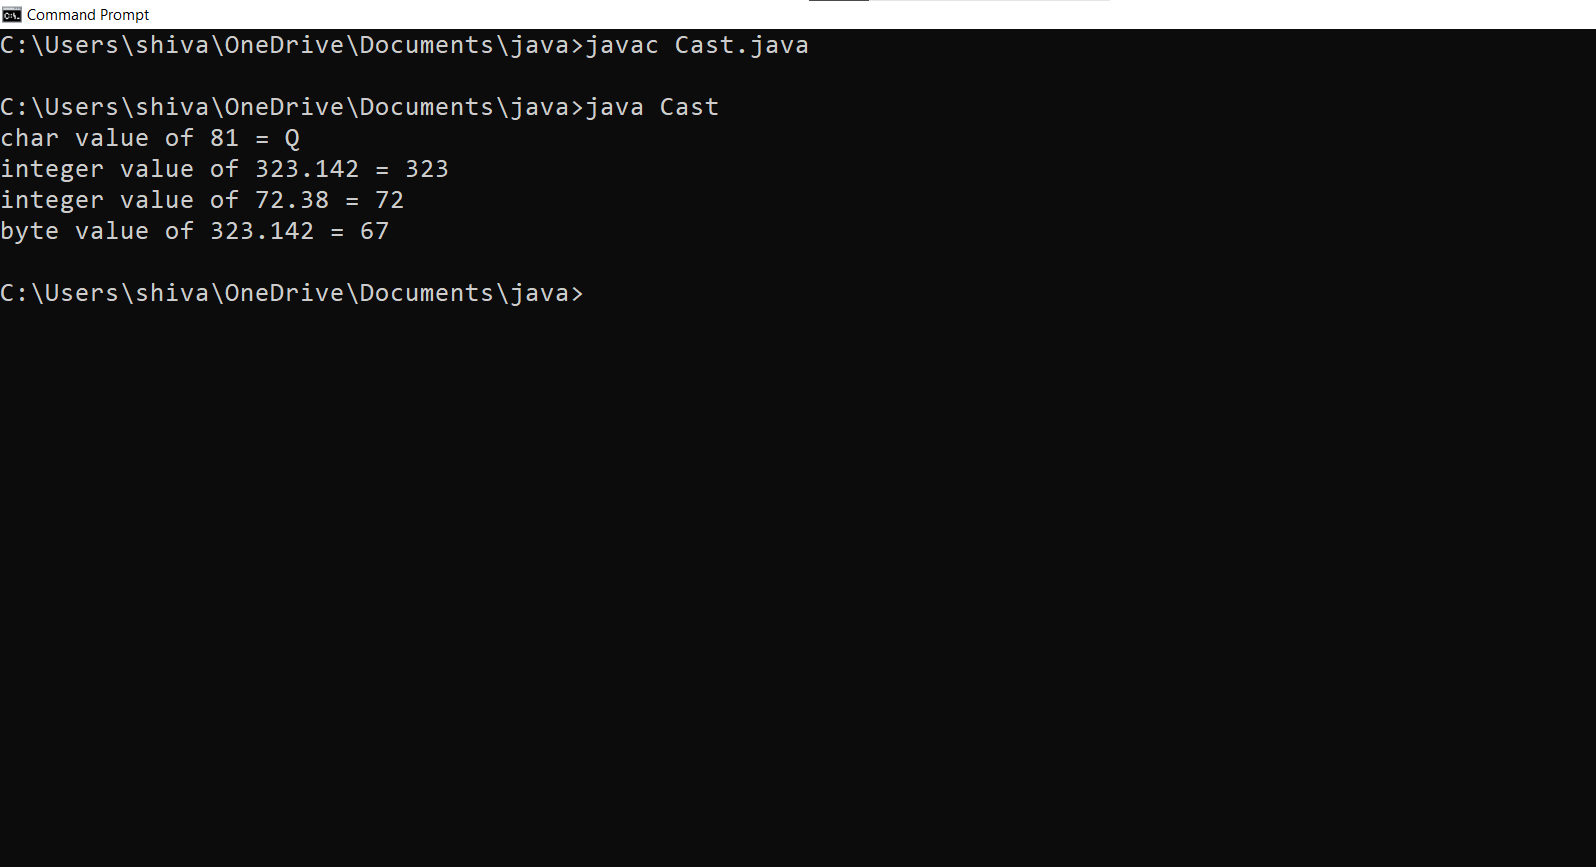 Command Prompt
C:\Users\shiva\OneDrive\Documents\java>javac Cast.java
C:\Users\shiva\OneDrive\Documents\java>java Cast
char value of 81 = Q
integer value of 323.142 = 323
integer value of 72.38 = 72
byte value of 323.142 = 67
C:\Users\shiva\OneDrive\Documents\java>